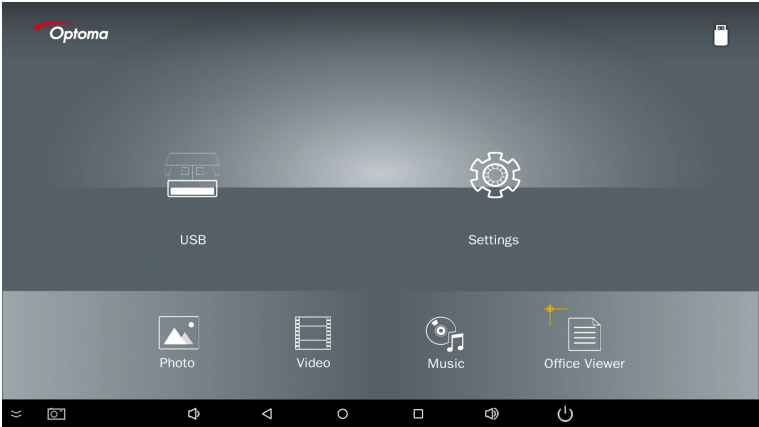 Optoma
USB
Settings
Photo
Video
Music
Office Viewer